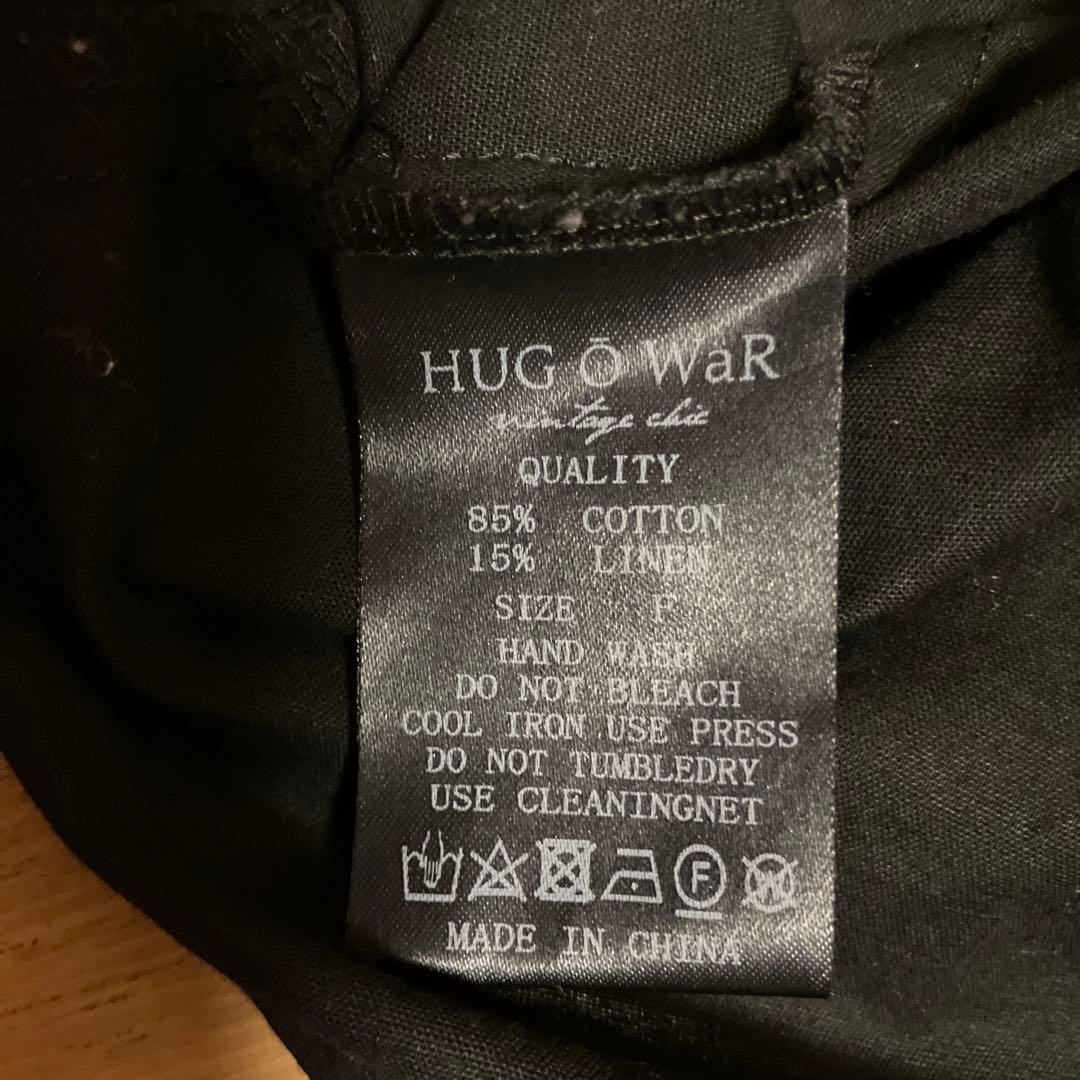 HUG Ō WaR
vintage chic
QUALITY
85% COTTON
15% LINEN
SIZE F
HAND WASH
DO NOT BLEACH
COOL IRON USE PRESS
DO NOT TUMBLEDRY
USE CLEANINGNET
F W
MADE IN CHINA